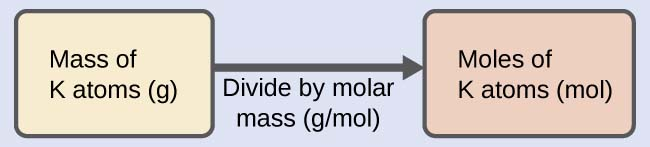 Mass of
K atoms (g)
Divide by molar
mass (g/mol)
Moles of
K atoms (mol)